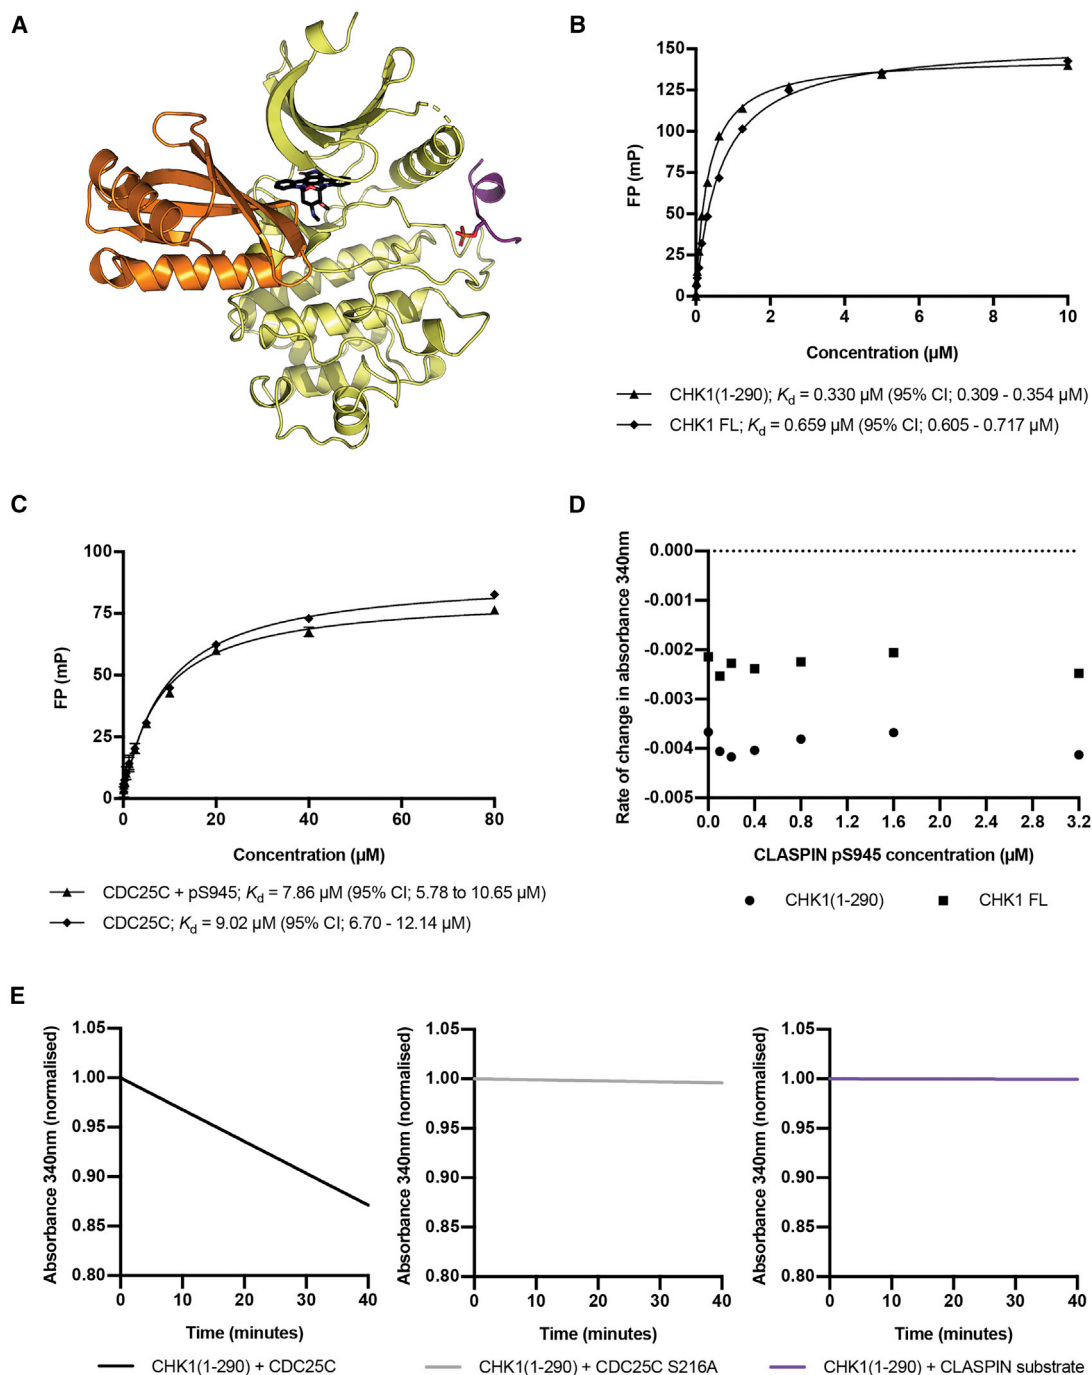 A
B
150
125
100
75
50
25
0
FP (mP)
0 2 4 6 8 10
Concentration (µM)
CHK1(1-290); Kd = 0.330 µM (95% CI; 0.309 - 0.354 µM)
CHK1 FL; Kd = 0.659 µM (95% CI; 0.605 - 0.717 µM)
C
100
75
50
25
0
FP (mP)
0 20 40 60 80
Concentration (µM)
CDC25C + pS945; Kd = 7.86 µM (95% CI; 5.78 to 10.65 µM)
CDC25C; Kd = 9.02 µM (95% CI; 6.70 - 12.14 µM)
D
0.000
-0.001
-0.002
-0.003
-0.004
-0.005
Rate of change in absorbance 340nm
0.0 0.4 0.8 1.2 1.6 2.0 2.4 2.8 3.2
CLASPIN pS945 concentration (µM)
CHK1(1-290) CHK1 FL
E
1.05
1.00
0.95
0.90
0.85
0.80
Absorbance 340nm (normalised)
0 10 20 30 40
Time (minutes)
CHK1(1-290) + CDC25C
1.05
1.00
0.95
0.90
0.85
0.80
Absorbance 340nm (normalised)
0 10 20 30 40
Time (minutes)
CHK1(1-290) + CDC25C S216A
1.05
1.00
0.95
0.90
0.85
0.80
Absorbance 340nm (normalised)
0 10 20 30 40
Time (minutes)
CHK1(1-290) + CLASPIN substrate